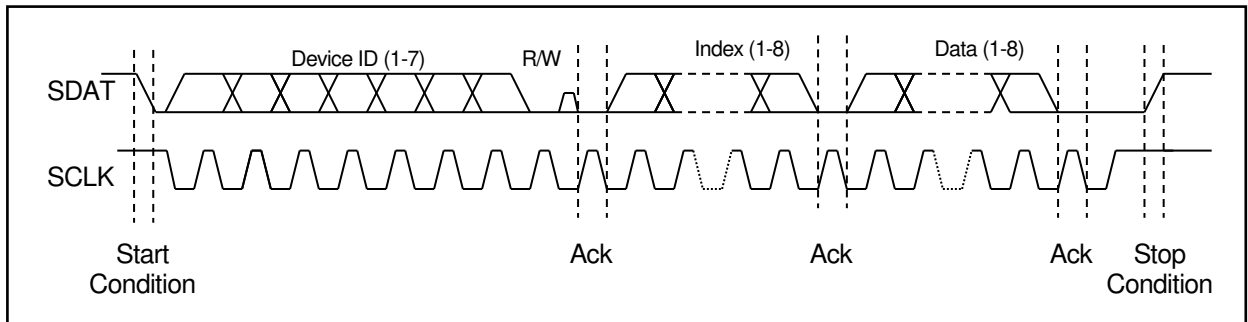 Device ID (1-7)
R/W
Index (1-8)
Data (1-8)
SDAT
SCLK
Start
Condition
Ack
Ack
Ack
Stop
Condition